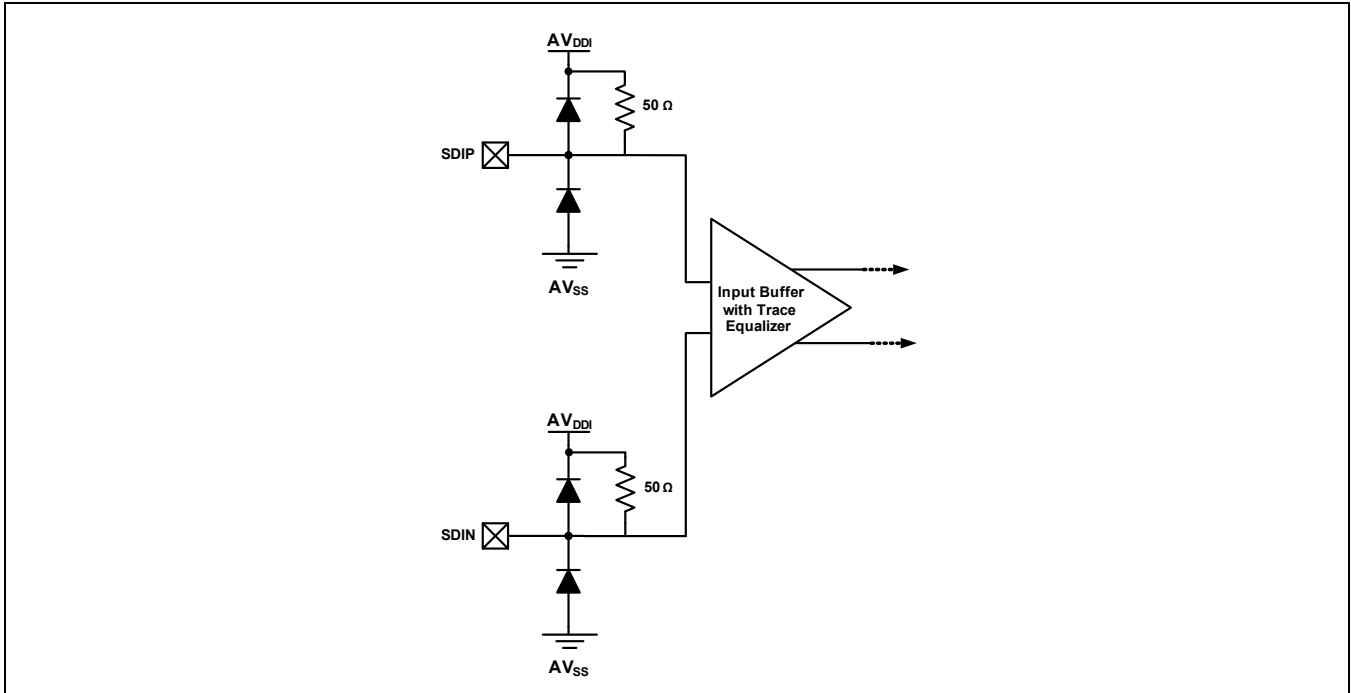 AVDDI
50 Ω
SDIP
AVSS
Input Buffer
with Trace
Equalizer
AVDDI
50 Ω
SDIN
AVSS